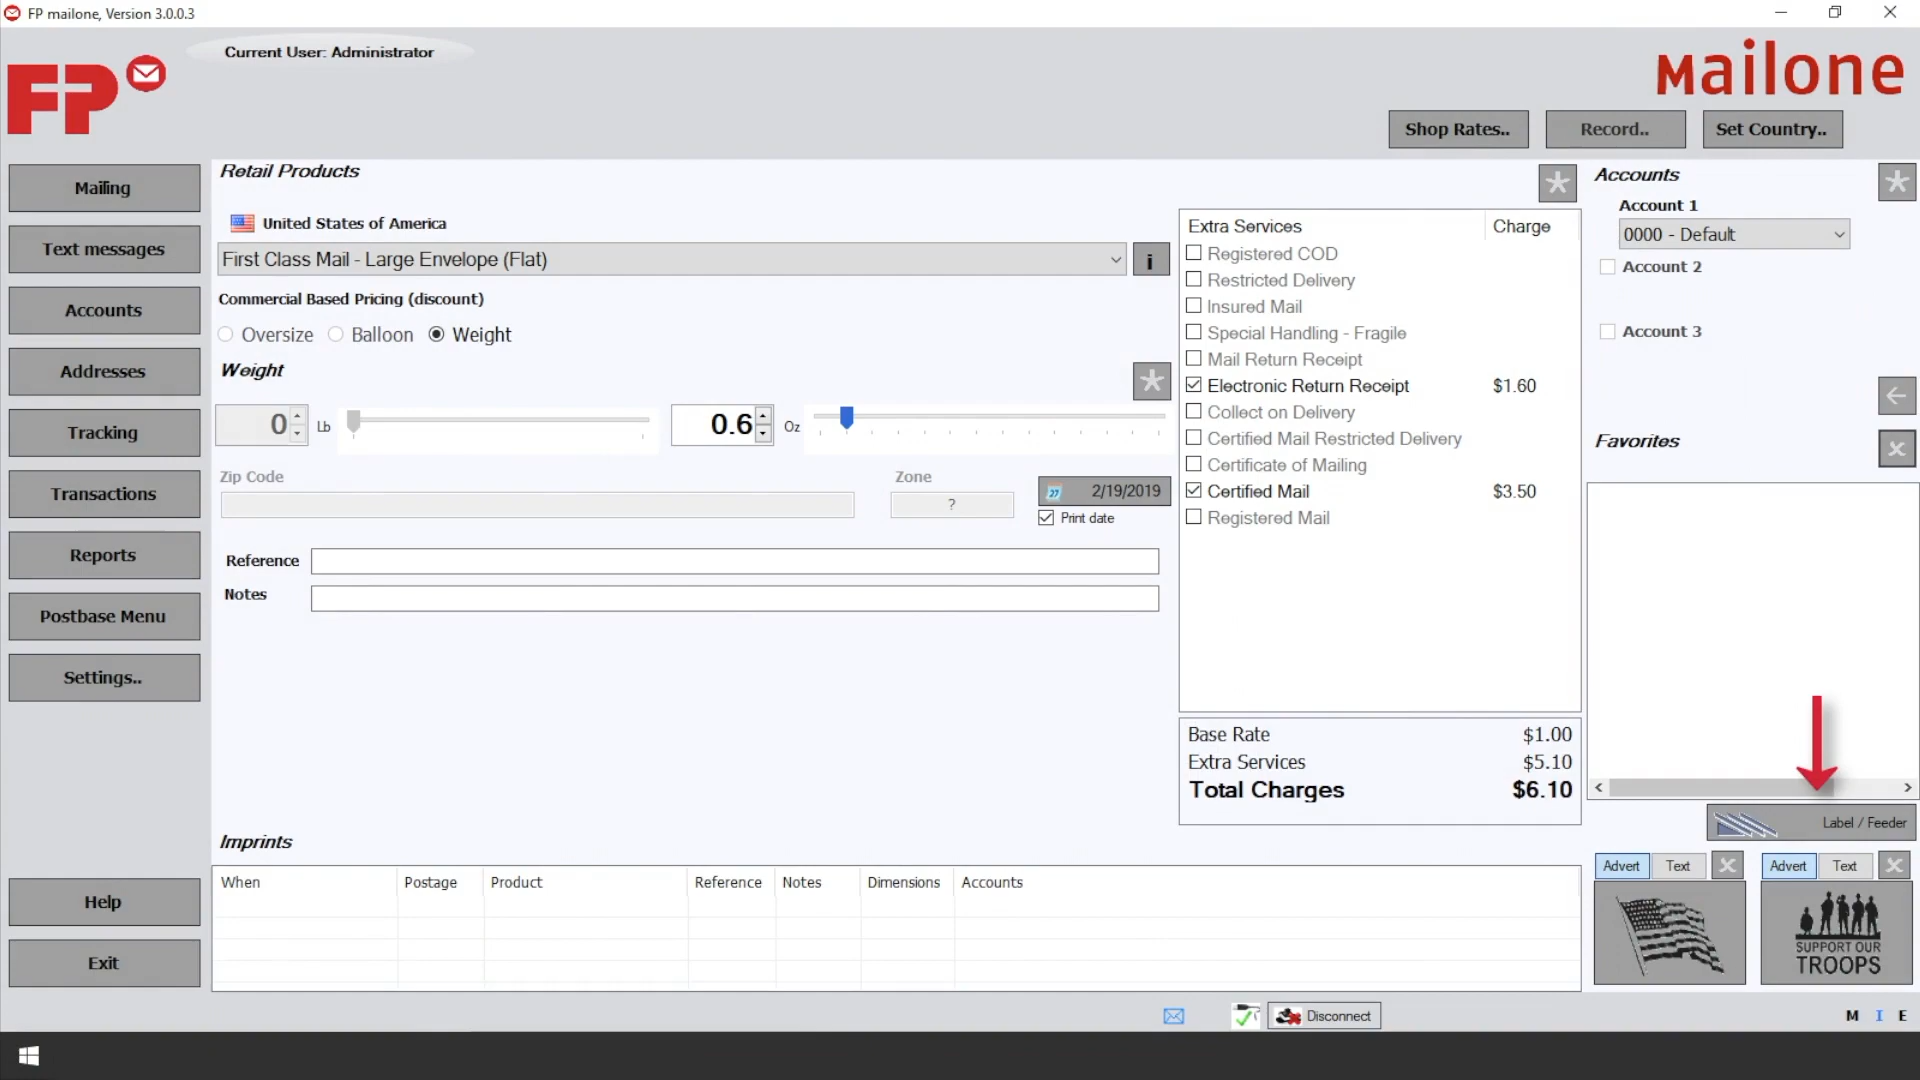 FP mailone, Version 3.0.0.3
Current User: Administrator
FP
mailone
Shop Rates..
Record..
Set Country..
Mailing
Text messages
Accounts
Addresses
Tracking
Transactions
Reports
Postbase Menu
Settings..
Help
Exit
Retail Products
United States of America
First Class Mail - Large Envelope (Flat)
i
Commercial Based Pricing (discount)
Oversize Balloon Weight
Weight
0 Lb 0.6 Oz
Zip Code Zone
? 2/19/2019
Print date
Reference
Notes
Extra Services Charge
Registered COD
Restricted Delivery
Insured Mail
Special Handling - Fragile
Mail Return Receipt
Electronic Return Receipt $1.60
Collect on Delivery
Certified Mail Restricted Delivery
Certificate of Mailing
Certified Mail $3.50
Registered Mail
Base Rate $1.00
Extra Services $5.10
Total Charges $6.10
Accounts
Account 1
0000 - Default
Account 2
Account 3
Favorites
Label / Feeder
Advert Text Advert Text
SUPPORT OUR
TROOPS
Imprints
When Postage Product Reference Notes Dimensions Accounts
Disconnect
M I E